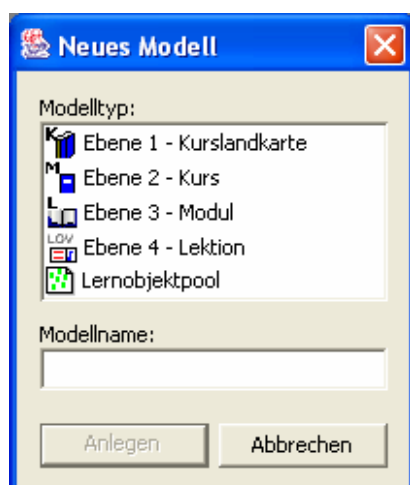 Neues Modell
Modelltyp:
K Ebene 1 - Kurslandkarte
M Ebene 2 - Kurs
L Ebene 3 - Modul
LOV Ebene 4 - Lektion
Lernobjektpool
Modellname:
Anlegen Abbrechen